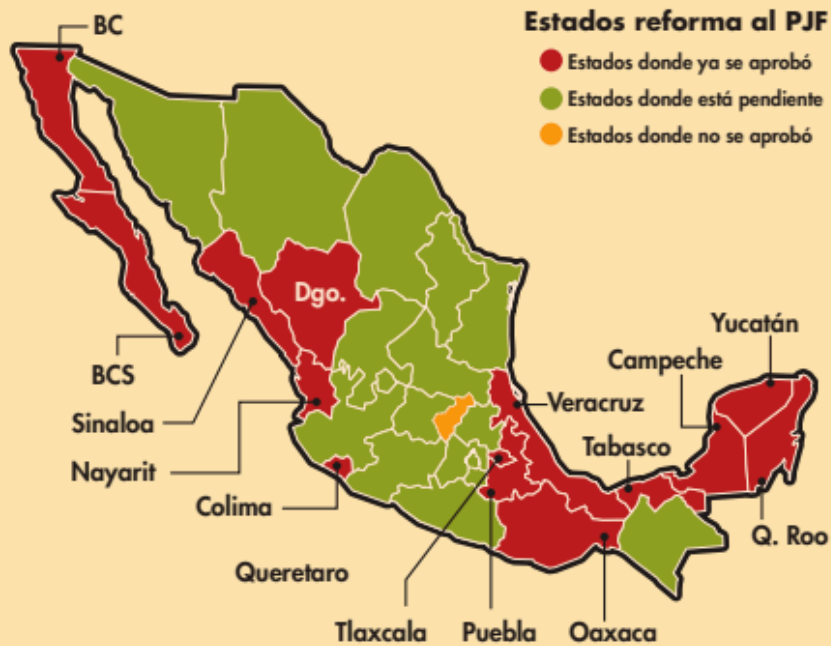 Estados reforma al PJF
Estados donde ya se aprobó
Estados donde está pendiente
Estados donde no se aprobó
BC
Dgo.
BCS
Sinaloa
Nayarit
Colima
Queretaro
Tlaxcala
Puebla
Oaxaca
Veracruz
Tabasco
Campeche
Yucatán
Q. Roo